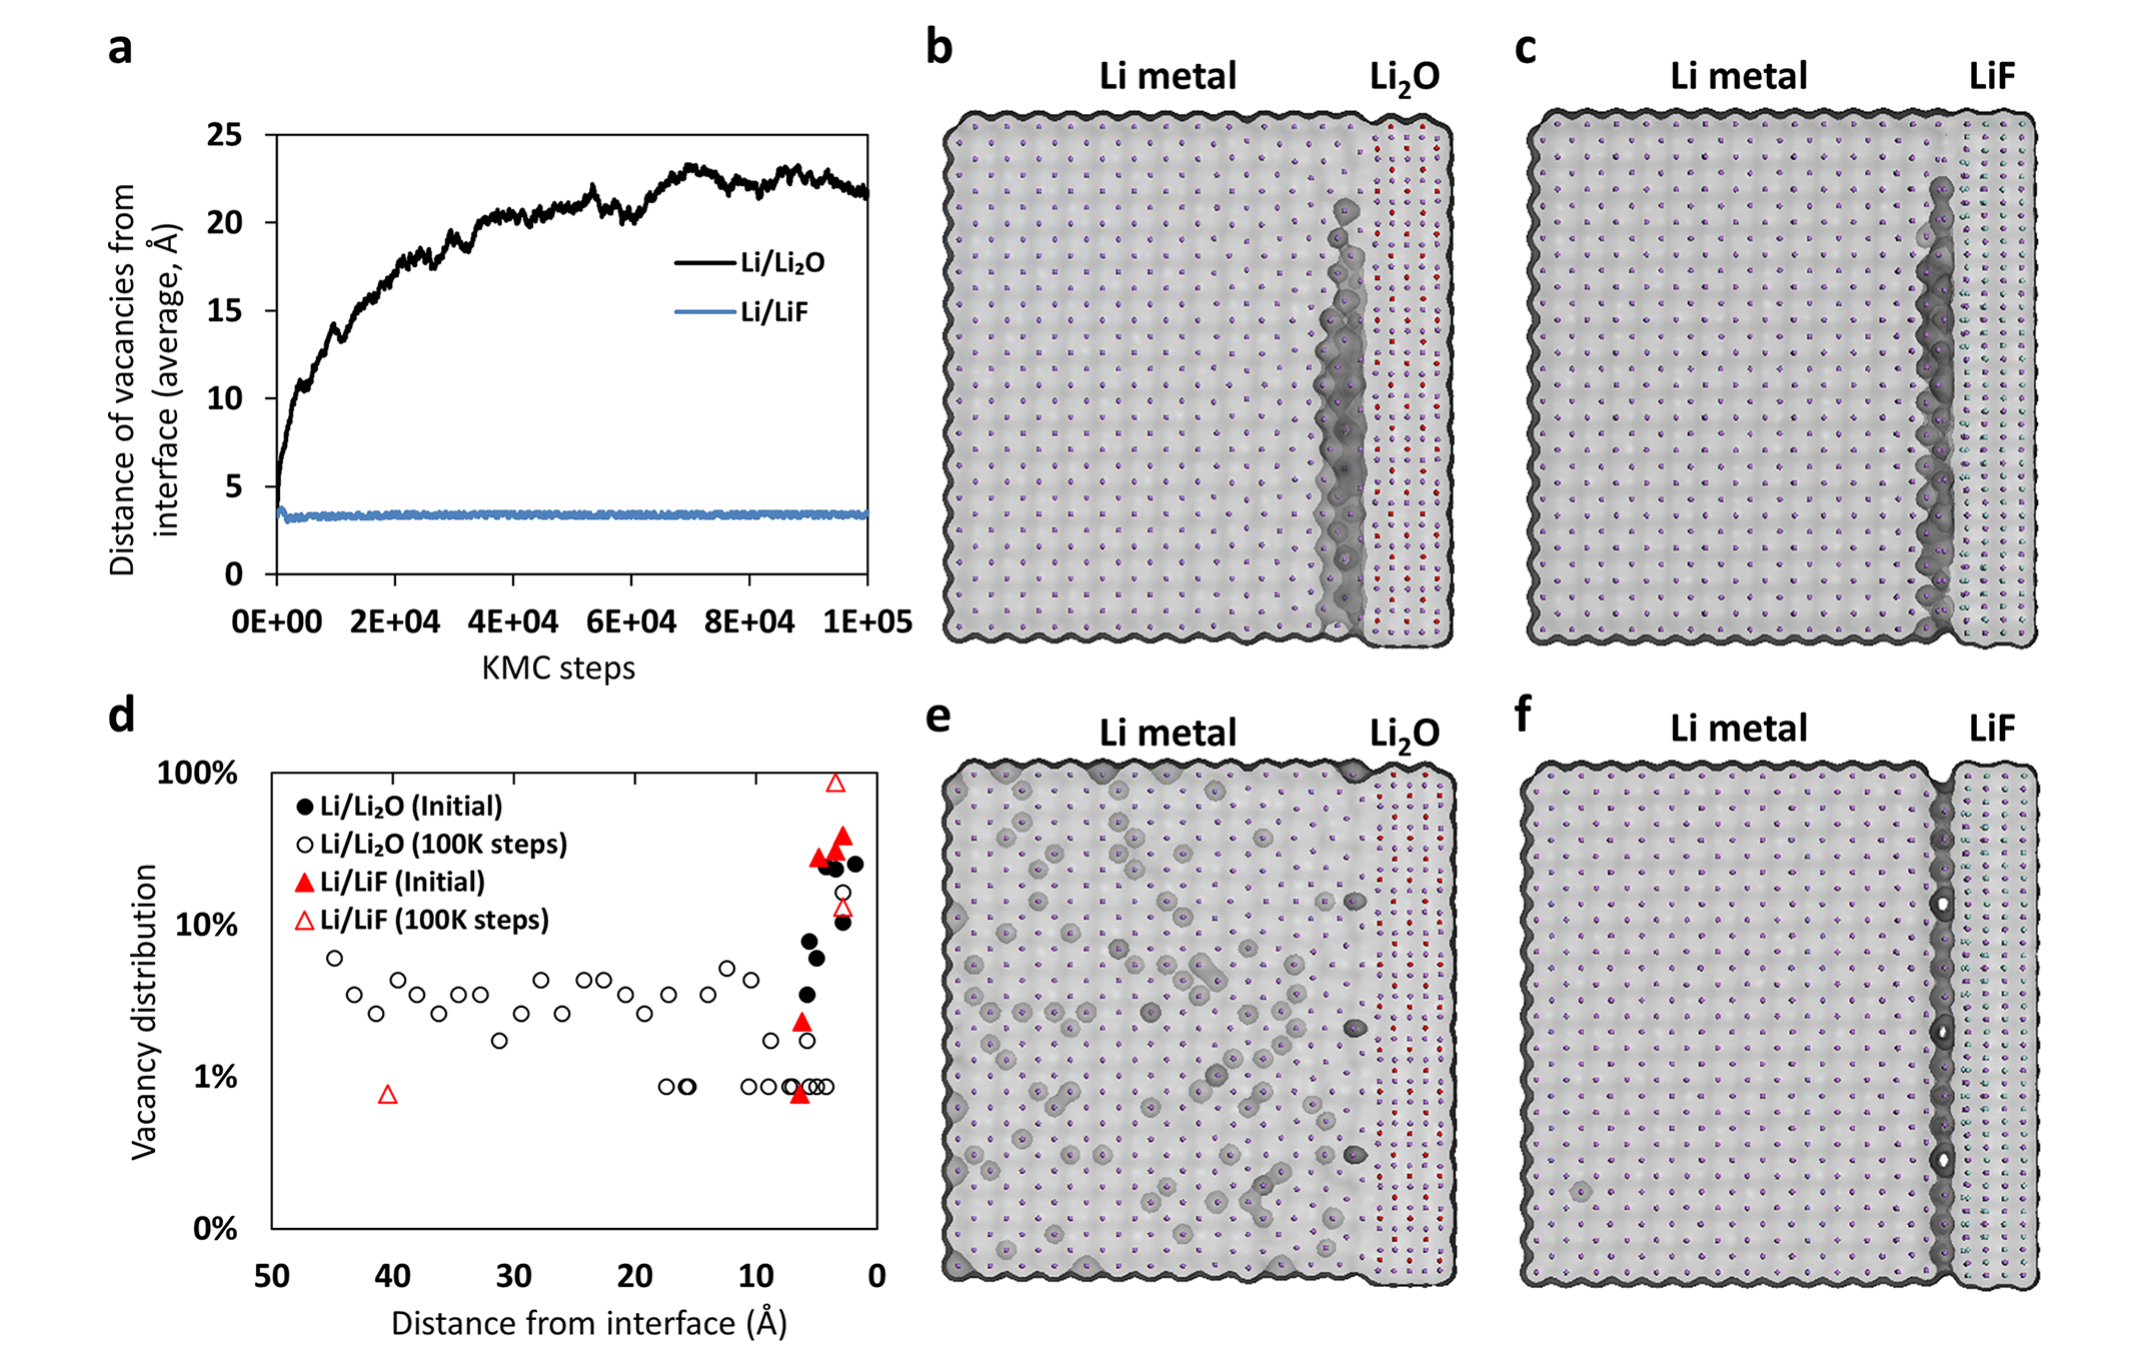 a
25
20
15
10
5
0
Distance of vacancies from
interface (average, Å)
Li/Li₂O
Li/LiF
0E+00 2E+04 4E+04 6E+04 8E+04 1E+05
KMC steps
b
Li metal Li₂O
c
Li metal LiF
d
100%
10%
1%
0%
Vacancy distribution
Li/Li₂O (Initial)
Li/Li₂O (100K steps)
Li/LiF (Initial)
Li/LiF (100K steps)
50 40 30 20 10 0
Distance from interface (Å)
e
Li metal Li₂O
f
Li metal LiF